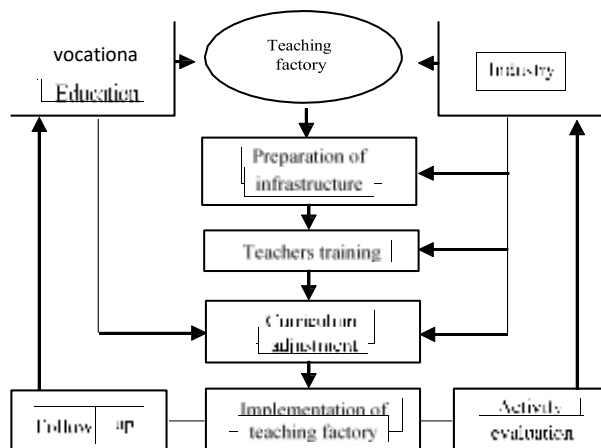 vocationa
Education
Teaching
factory
Industry
Preparation of
infrastructure
Teachers training
Curriculum
adjustment
Follow up
Implementation of
teaching factory
Activity
evaluation